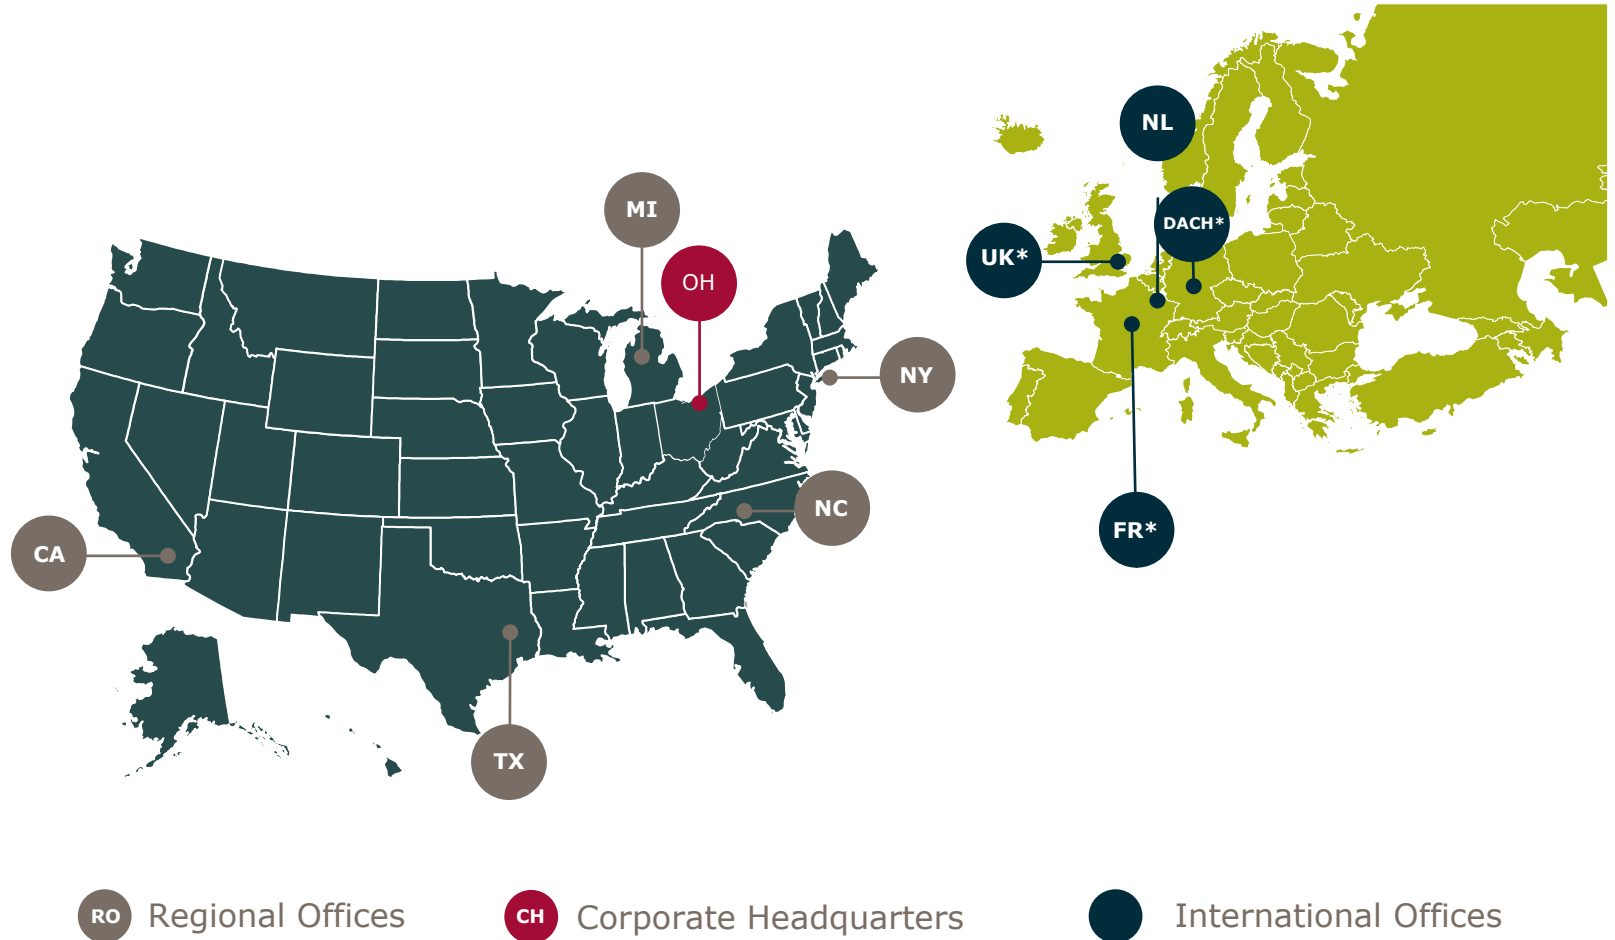 NL
MI
DACH*
UK*
OH
NY
NC
FR*
CA
TX
RO Regional Offices
CH Corporate Headquarters
International Offices